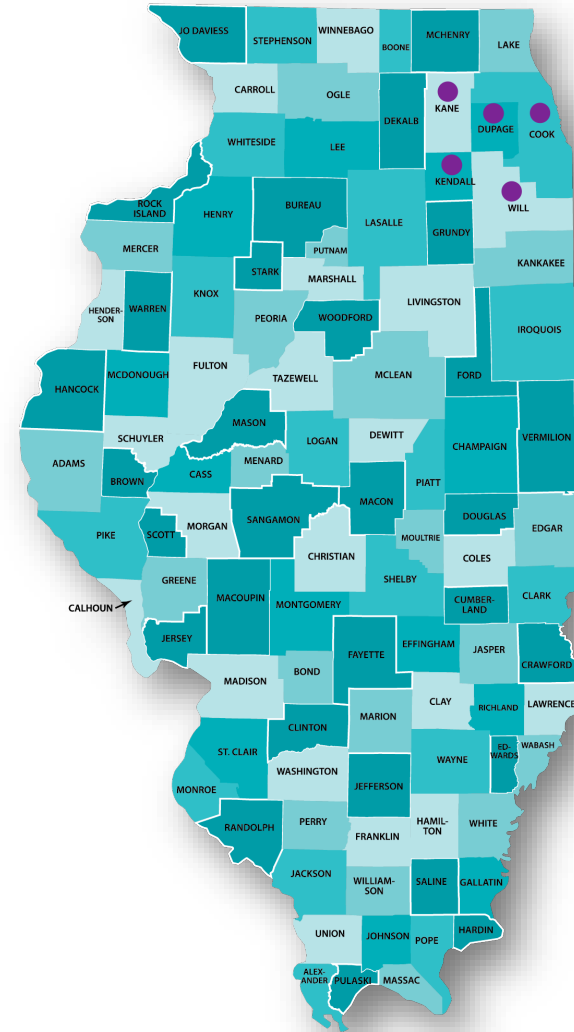 JO DAVIESS
STEPHENSON
WINNEBAGO
BOONE
MCHENRY
LAKE
CARROLL
OGLE
DEKALB
KANE
DUPAGE
COOK
WHITESIDE
LEE
KENDALL
WILL
ROCK
ISLAND
HENRY
BUREAU
LASALLE
GRUNDY
MERCER
PUTNAM
KANKAKEE
STARK
MARSHALL
HENDER-
SON
WARREN
KNOX
PEORIA
WOODFORD
LIVINGSTON
IROQUOIS
FULTON
TAZEWELL
MCLEAN
FORD
HANCOCK
MCDONOUGH
MASON
SCHUYLER
LOGAN
DEWITT
CHAMPAIGN
VERMILION
ADAMS
BROWN
CASS
MENARD
PIATT
MACON
PIKE
SCOTT
MORGAN
SANGAMON
DOUGLAS
EDGAR
MOULTRIE
CHRISTIAN
COLES
GREENE
SHELBY
CALHOUN
MACOUPIN
MONTGOMERY
CUMBER-
LAND
CLARK
JERSEY
FAYETTE
EFFINGHAM
JASPER
CRAWFORD
MADISON
BOND
CLAY
RICHLAND
LAWRENCE
MARION
CLINTON
ST. CLAIR
WAYNE
ED-
WARDS
WABASH
WASHINGTON
MONROE
JEFFERSON
RANDOLPH
PERRY
HAMIL-
TON
WHITE
FRANKLIN
JACKSON
WILLIAM-
SON
SALINE
GALLATIN
UNION
JOHNSON
POPE
HARDIN
ALEX-
ANDER
PULASKI
MASSAC